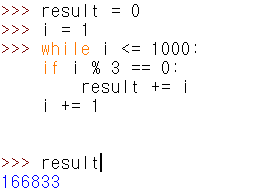 >>> result = 0
>>> i = 1
>>> while i <= 1000:
    if i % 3 == 0:
        result += i
    i += 1
>>> result
166833